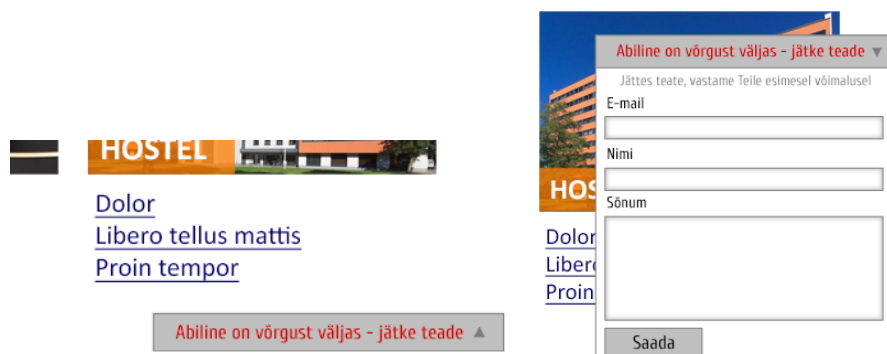 HOSTEL
Dolor
Libero tellus mattis
Proin tempor
Abiline on võrgust väljas - jätke teade ▲
Abiline on võrgust väljas - jätke teade ▼
Jättes teate, vastame Teile esimesel võimalusel
E-mail
Nimi
Sõnum
Saada
HOS
Dolor
Liber
Proin